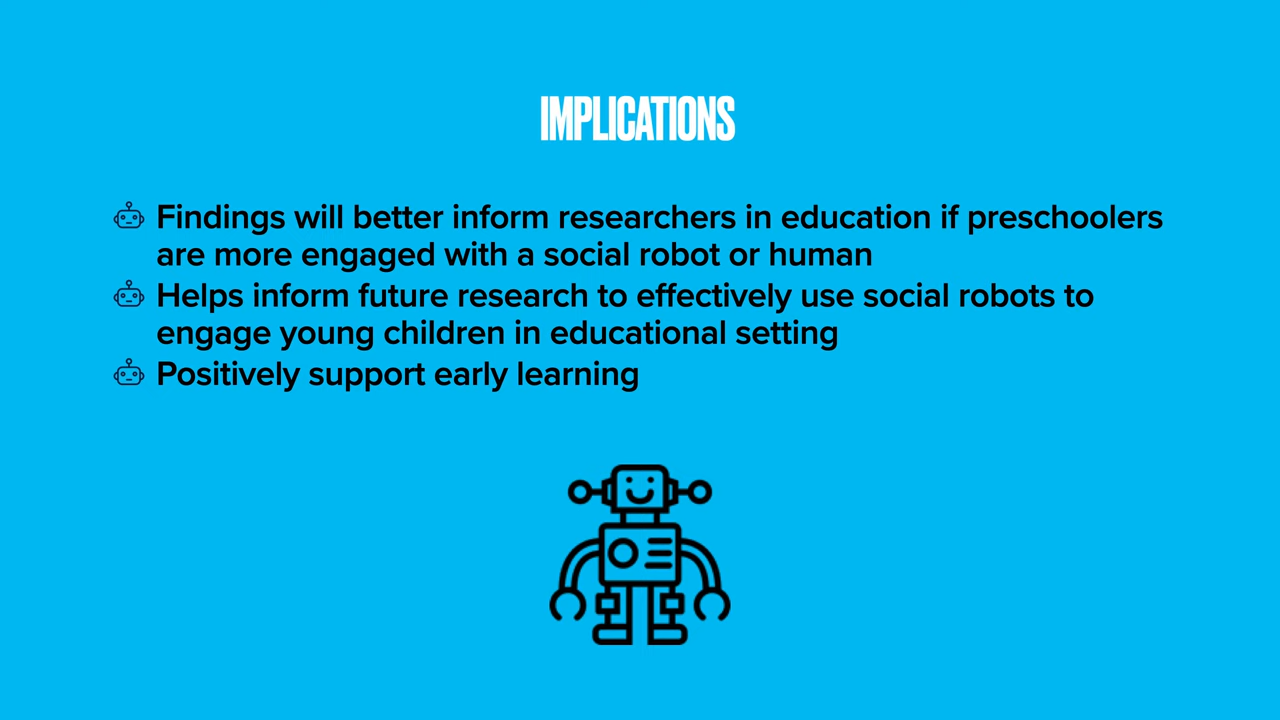 IMPLICATIONS
Findings will better inform researchers in education if preschoolers
are more engaged with a social robot or human
Helps inform future research to effectively use social robots to
engage young children in educational setting
Positively support early learning